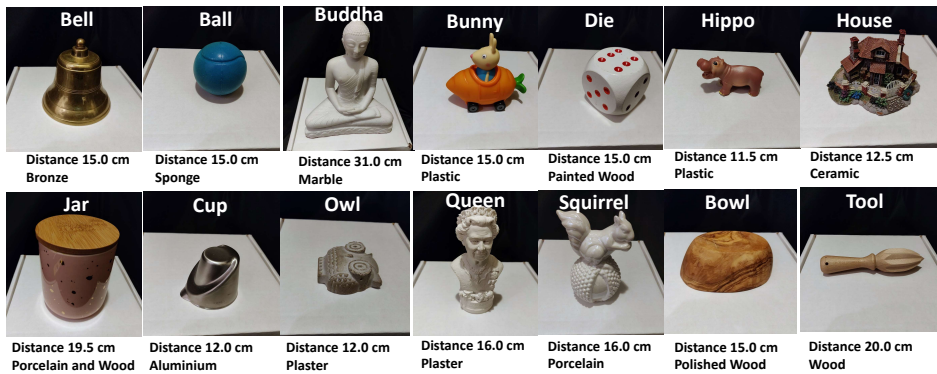 Bell
Ball
Buddha
Bunny
Die
Hippo
House
Distance 15.0 cm
Bronze
Distance 15.0 cm
Sponge
Distance 31.0 cm
Marble
Distance 15.0 cm
Plastic
Distance 15.0 cm
Painted Wood
Distance 11.5 cm
Plastic
Distance 12.5 cm
Ceramic
Jar
Cup
Owl
Queen
Squirrel
Bowl
Tool
Distance 19.5 cm
Porcelain and Wood
Distance 12.0 cm
Aluminium
Distance 12.0 cm
Plaster
Distance 16.0 cm
Plaster
Distance 16.0 cm
Porcelain
Distance 15.0 cm
Polished Wood
Distance 20.0 cm
Wood